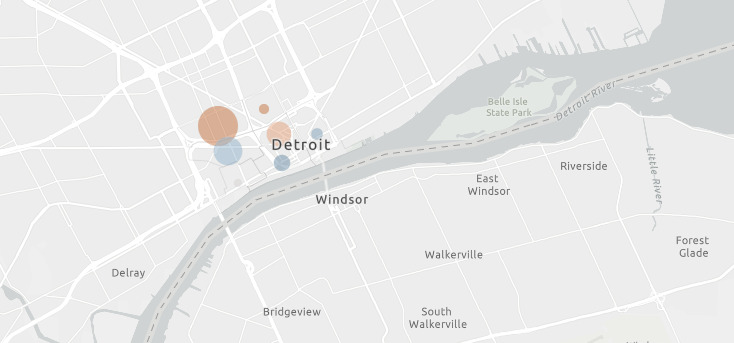 Belle Isle
State Park
Detroit River
Detroit
Riverside
Little River
East
Windsor
Windsor
Forest
Glade
Walkerville
Delray
Bridgeview
South
Walkerville